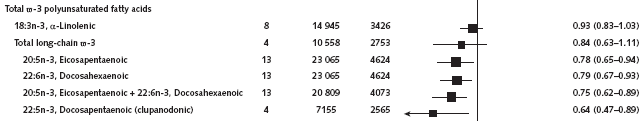 Total ϖ-3 polyunsaturated fatty acids
18:3n-3, α-Linolenic 8 14 945 3426 0.93 (0.83–1.03)
Total long-chain ϖ-3 4 10 558 2753 0.84 (0.63–1.11)
20:5n-3, Eicosapentaenoic 13 23 065 4624 0.78 (0.65–0.94)
22:6n-3, Docosahexaenoic 13 23 065 4624 0.79 (0.67–0.93)
20:5n-3, Eicosapentaenoic + 22:6n-3, Docosahexaenoic 13 20 809 4073 0.75 (0.62–0.89)
22:5n-3, Docosapentaenoic (clupanodonic) 4 7155 2565 0.64 (0.47–0.89)